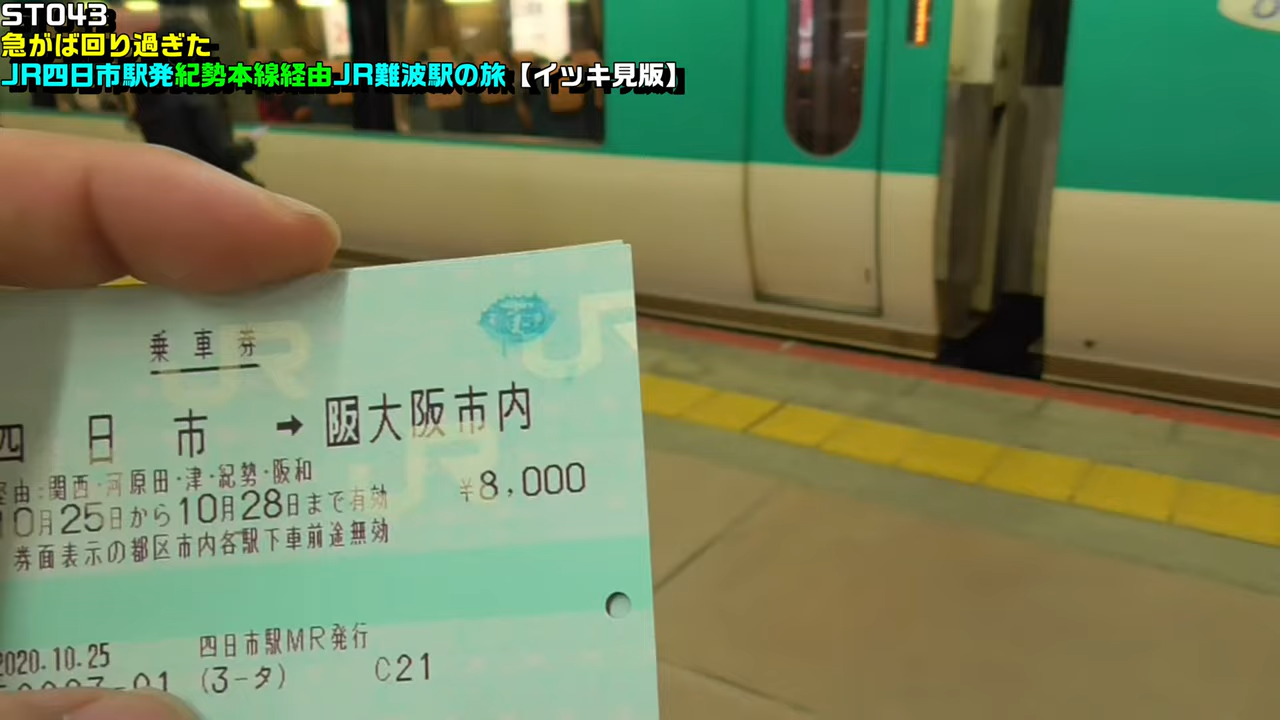 ST043
急がば回り過ぎた
JR四日市駅発紀勢本線経由JR難波駅の旅【イッキ見版】
乗車券
四日市→阪大阪市内
経由:関西・河原田・津・紀勢・阪和
¥8,000
10月25日から10月28日まで有効
券面表示の都区市内各駅下車前途無効
2020.10.25
四日市駅MR発行
(3-タ) C21